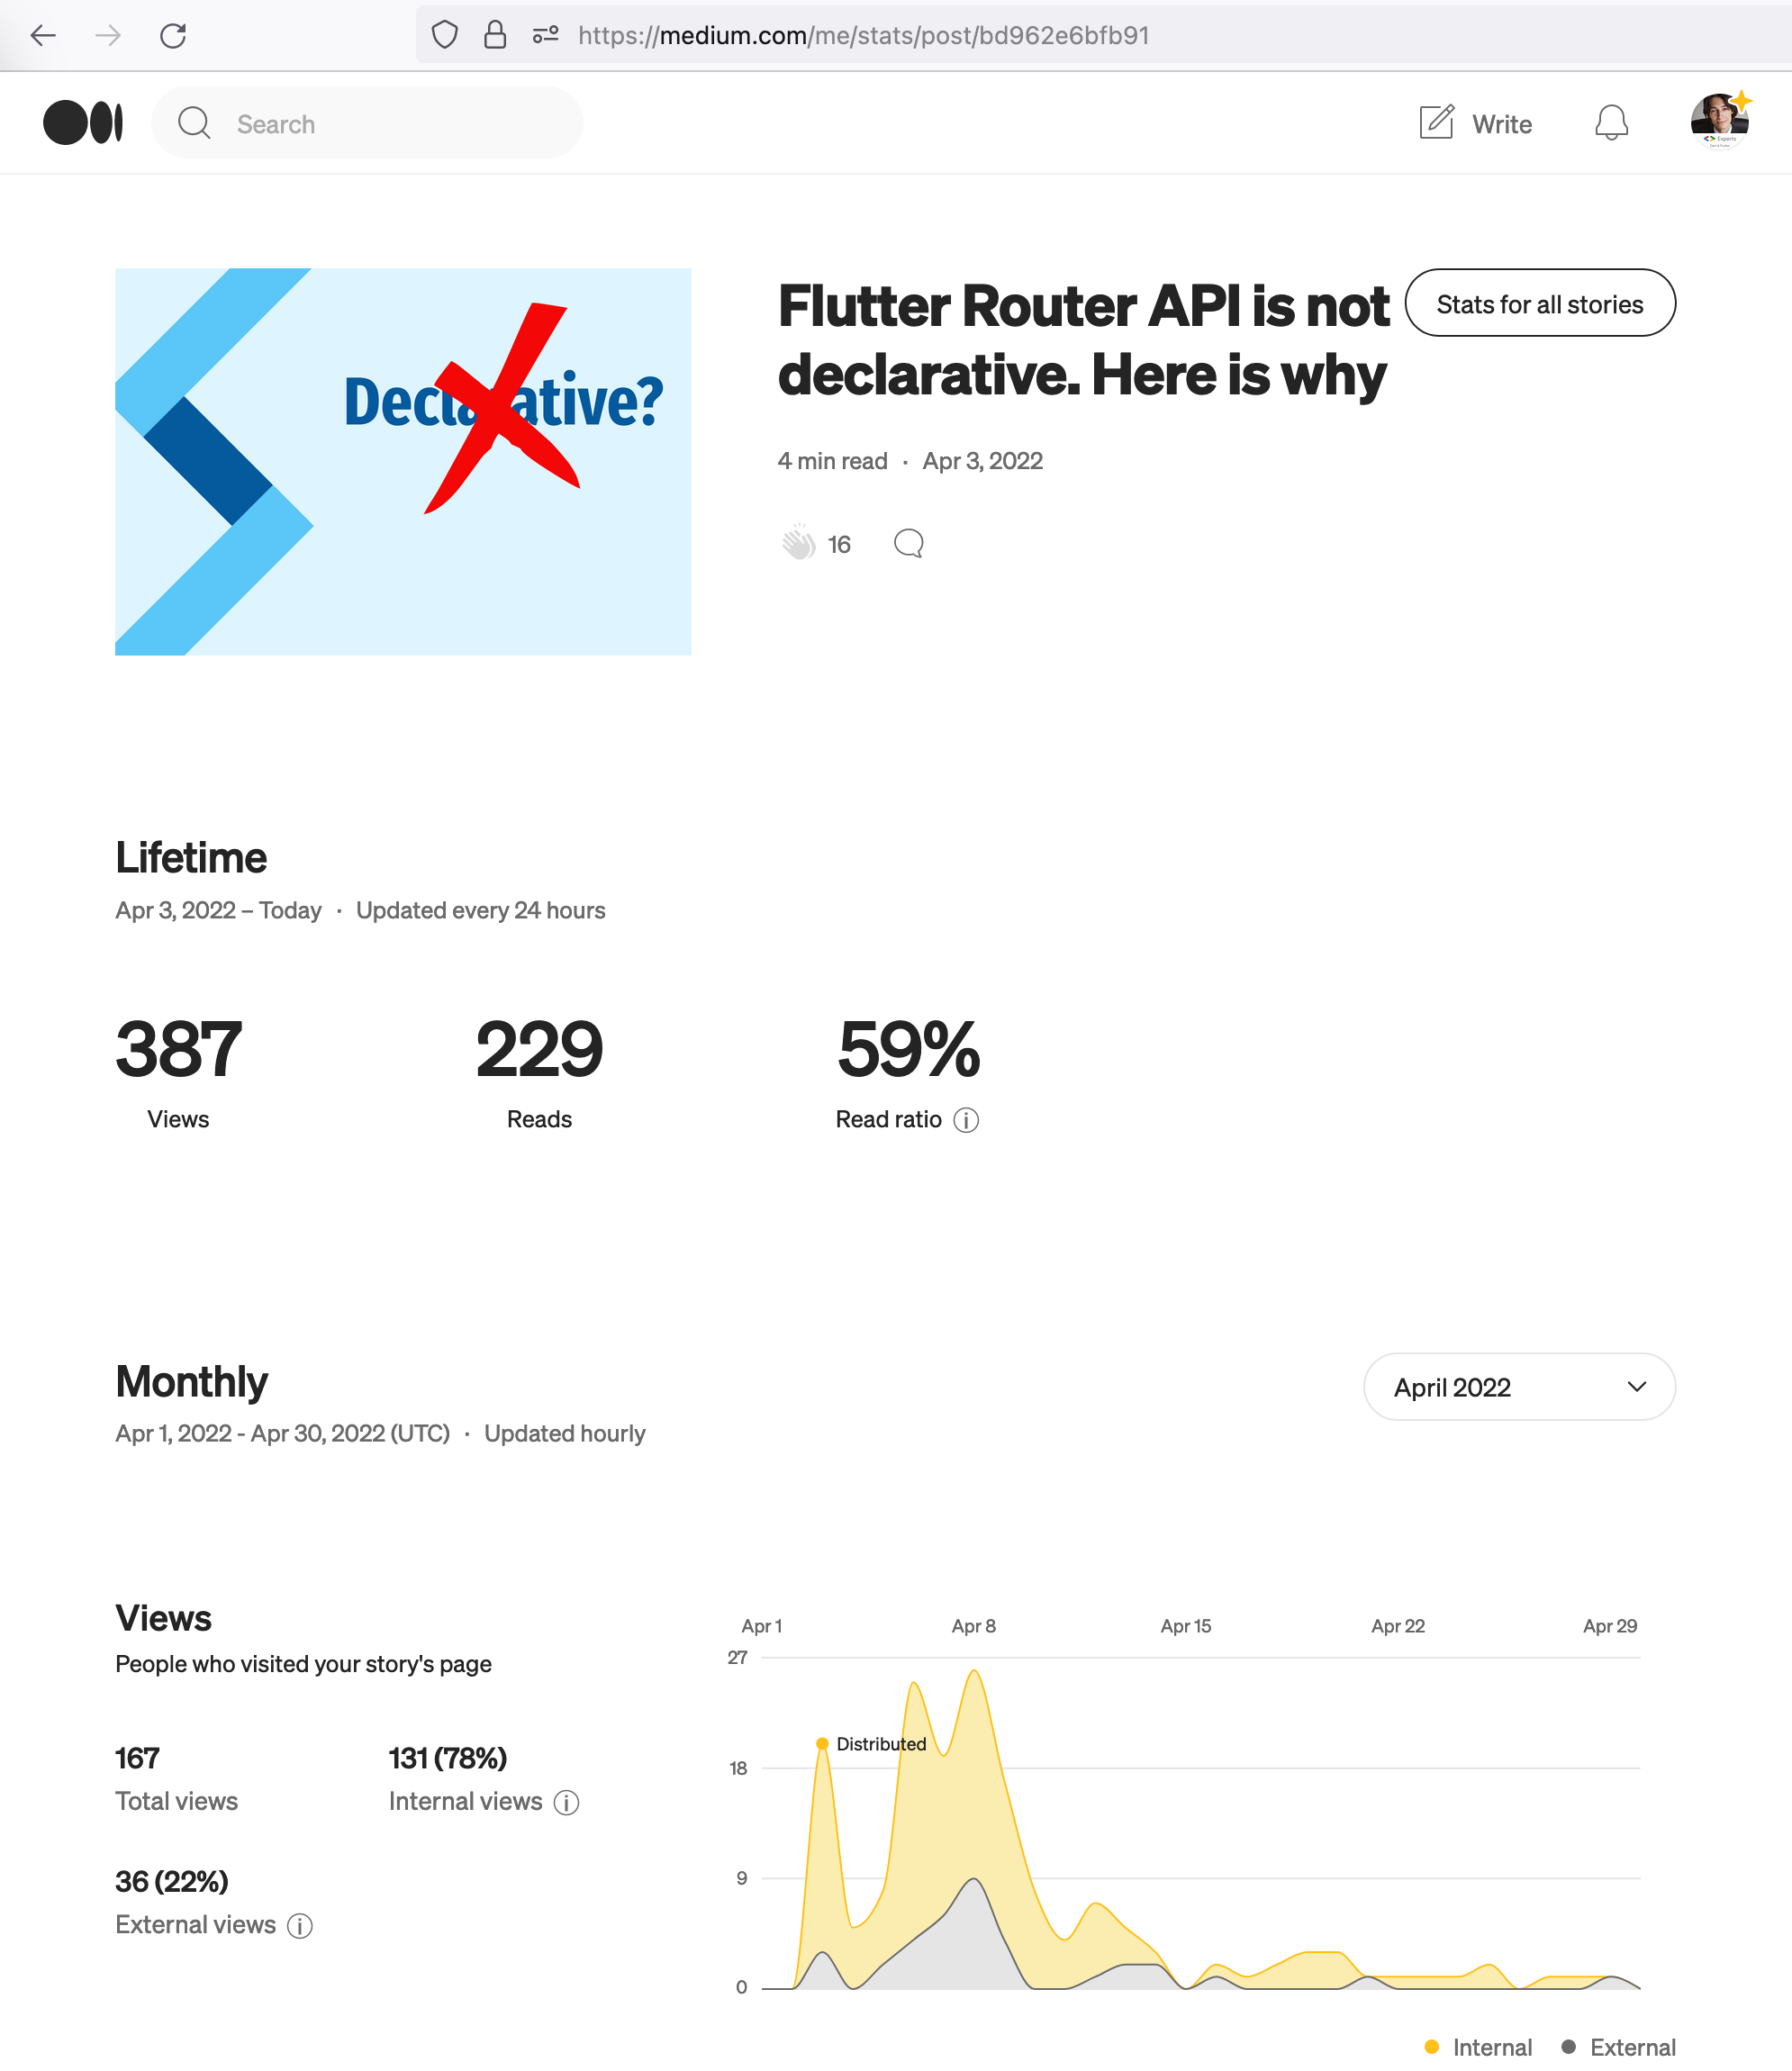 https://medium.com/me/stats/post/bd962e6bfb91
Search
Write
Experts
Declarative?
Flutter Router API is not
declarative. Here is why
Stats for all stories
4 min read · Apr 3, 2022
16
Lifetime
Apr 3, 2022 – Today · Updated every 24 hours
387
229
59%
Views
Reads
Read ratio
Monthly
April 2022
Apr 1, 2022 - Apr 30, 2022 (UTC) · Updated hourly
Views
People who visited your story's page
167
131 (78%)
Total views
Internal views
36 (22%)
External views
Apr 1
Apr 8
Apr 15
Apr 22
Apr 29
27
Distributed
18
9
0
Internal
External